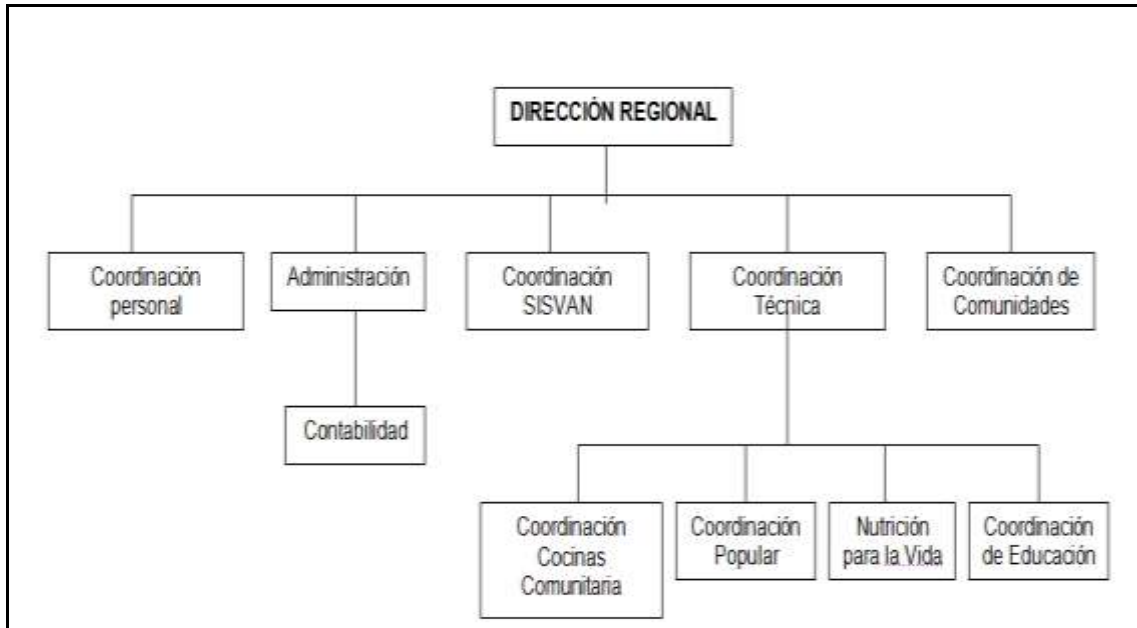 DIRECCIÓN REGIONAL
Coordinación
personal
Administración
Coordinación
SISVAN
Coordinación
Técnica
Coordinación de
Comunidades
Contabilidad
Coordinación
Cocinas
Comunitaria
Coordinación
Popular
Nutrición
para la Vida
Coordinación
de Educación